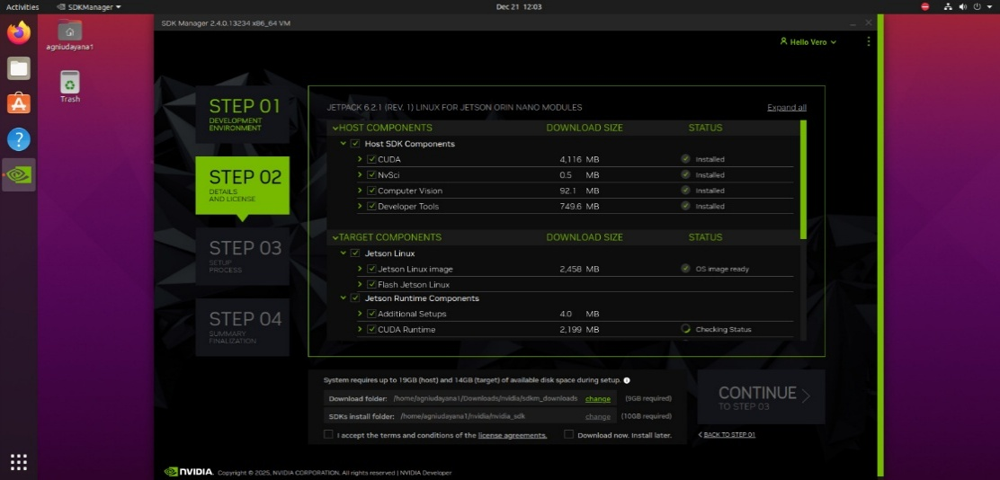 Activities SDKManager Dec 21 12:03
SDK Manager 2.4.0.13234 x86_64 VM
Hello Vero
agniudayana1
Trash
STEP 01
DEVELOPMENT
ENVIRONMENT
STEP 02
DETAILS
AND LICENSE
STEP 03
SETUP
PROCESS
STEP 04
SUMMARY
FINALIZATION
JETPACK 6.2.1 (REV. 1) LINUX FOR JETSON ORIN NANO MODULES Expand all
HOST COMPONENTS DOWNLOAD SIZE STATUS
Host SDK Components
CUDA 4,116 MB Installed
NvSci 0.5 MB Installed
Computer Vision 92.1 MB Installed
Developer Tools 749.6 MB Installed
TARGET COMPONENTS DOWNLOAD SIZE STATUS
Jetson Linux
Jetson Linux image 2,458 MB OS image ready
Flash Jetson Linux
Jetson Runtime Components
Additional Setups 4.0 MB
CUDA Runtime 2,199 MB Checking Status
System requires up to 19GB (host) and 14GB (target) of available disk space during setup.
Download folder: /home/agniudayana1/Downloads/nvidia/sdkm_downloads change (9GB required)
SDKs install folder: /home/agniudayana1/nvidia/nvidia_sdk change (10GB required)
I accept the terms and conditions of the license agreements. Download now. Install later.
CONTINUE
TO STEP 03
BACK TO STEP 01
NVIDIA. Copyright © 2025, NVIDIA CORPORATION. All rights reserved | NVIDIA Developer